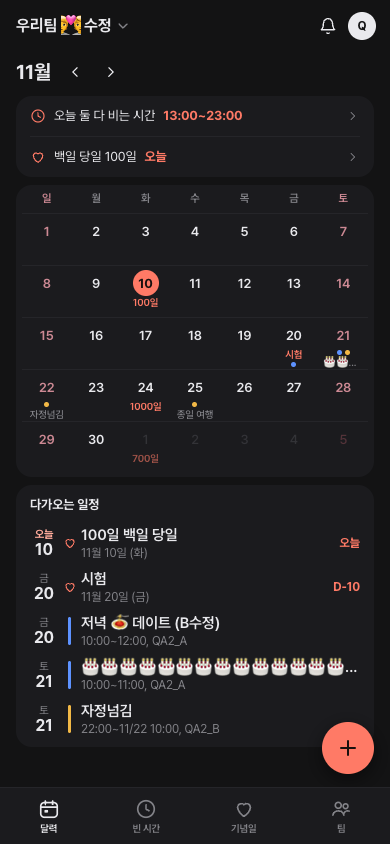 우리팀 👩‍❤️‍👨 수정
Q
11월
오늘 둘 다 비는 시간 13:00~23:00
백일 당일 100일 오늘
일 월 화 수 목 금 토
1 2 3 4 5 6 7
8 9 10 11 12 13 14
100일
15 16 17 18 19 20 21
시험 🎂🎂…
22 23 24 25 26 27 28
자정넘김 1000일 종일 여행
29 30 1 2 3 4 5
700일
다가오는 일정
오늘
10
100일 백일 당일
11월 10일 (화)
오늘
금
20
시험
11월 20일 (금)
D-10
금
20
저녁 🍝 데이트 (B수정)
10:00~12:00, QA2_A
토
21
🎂🎂🎂🎂🎂🎂🎂🎂🎂🎂🎂🎂🎂🎂…
10:00~11:00, QA2_A
토
21
자정넘김
22:00~11/22 10:00, QA2_B
달력 빈 시간 기념일 팀